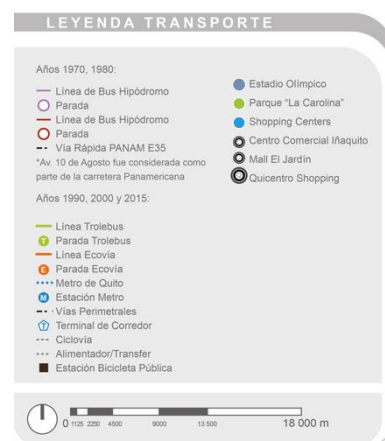 LEYENDA TRANSPORTE
Años 1970, 1980:
Línea de Bus Hipódromo
Parada
Línea de Bus Hipódromo
Parada
Vía Rápida PANAM E35
*Av. 10 de Agosto fue considerada como
parte de la carretera Panamericana
Años 1990, 2000 y 2015:
Línea Trolebus
T Parada Trolebus
Línea Ecovía
E Parada Ecovía
Metro de Quito
M Estación Metro
Vías Perimetrales
T Terminal de Corredor
Ciclovía
Alimentador/Transfer
Estación Bicicleta Pública
Estadio Olímpico
Parque “La Carolina”
Shopping Centers
Centro Comercial Iñaquito
Mall El Jardín
Quicentro Shopping
0 1125 2250 4500 9000 13 500 18 000 m